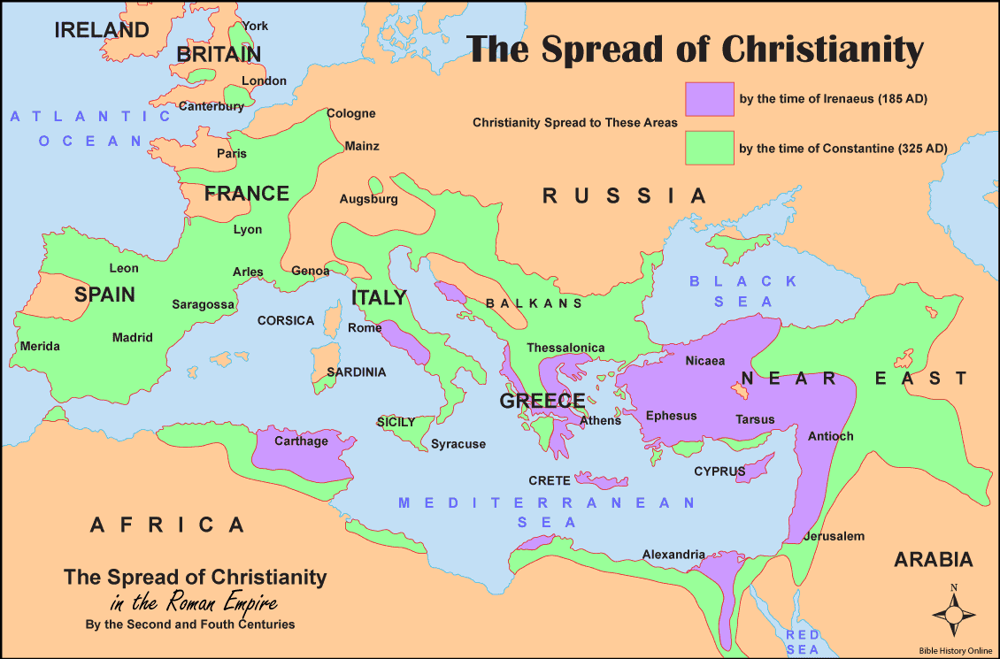 The Spread of Christianity
by the time of Irenaeus (185 AD)
Christianity Spread to These Areas
by the time of Constantine (325 AD)
IRELAND
York
BRITAIN
London
Canterbury
ATLANTIC
OCEAN
Cologne
Mainz
Paris
FRANCE
Augsburg
RUSSIA
Lyon
Leon
Arles
Genoa
SPAIN
Saragossa
ITALY
BALKANS
BLACK
SEA
CORSICA
Rome
Merida
Madrid
Thessalonica
Nicaea
SARDINIA
NEAR EAST
GREECE
SICILY
Athens
Ephesus
Tarsus
Carthage
Syracuse
Antioch
CRETE
CYPRUS
MEDITERRANEAN
SEA
AFRICA
Jerusalem
Alexandria
ARABIA
The Spread of Christianity
in the Roman Empire
By the Second and Fouth Centuries
N
RED
SEA
Bible History Online